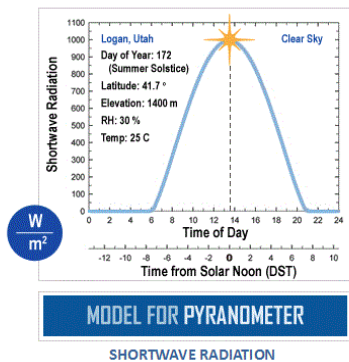 Logan, Utah
Clear Sky
Day of Year: 172
(Summer Solstice)
Latitude: 41.7 °
Elevation: 1400 m
RH: 30 %
Temp: 25 C
Shortwave Radiation
1100
1000
900
800
700
600
500
400
300
200
100
0
0 2 4 6 8 10 12 14 16 18 20 22 24
Time of Day
W
m²
-12 -10 -8 -6 -4 -2 0 2 4 6 8 10
Time from Solar Noon (DST)
MODEL FOR PYRANOMETER
SHORTWAVE RADIATION